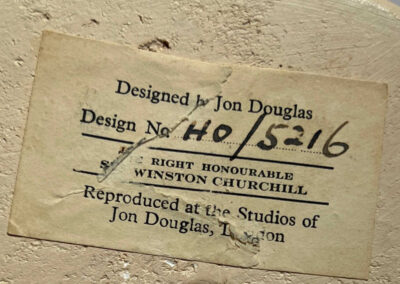 Designed by Jon Douglas
Design No HO/5216
RIGHT HONOURABLE
WINSTON CHURCHILL
Reproduced at the Studios of
Jon Douglas,